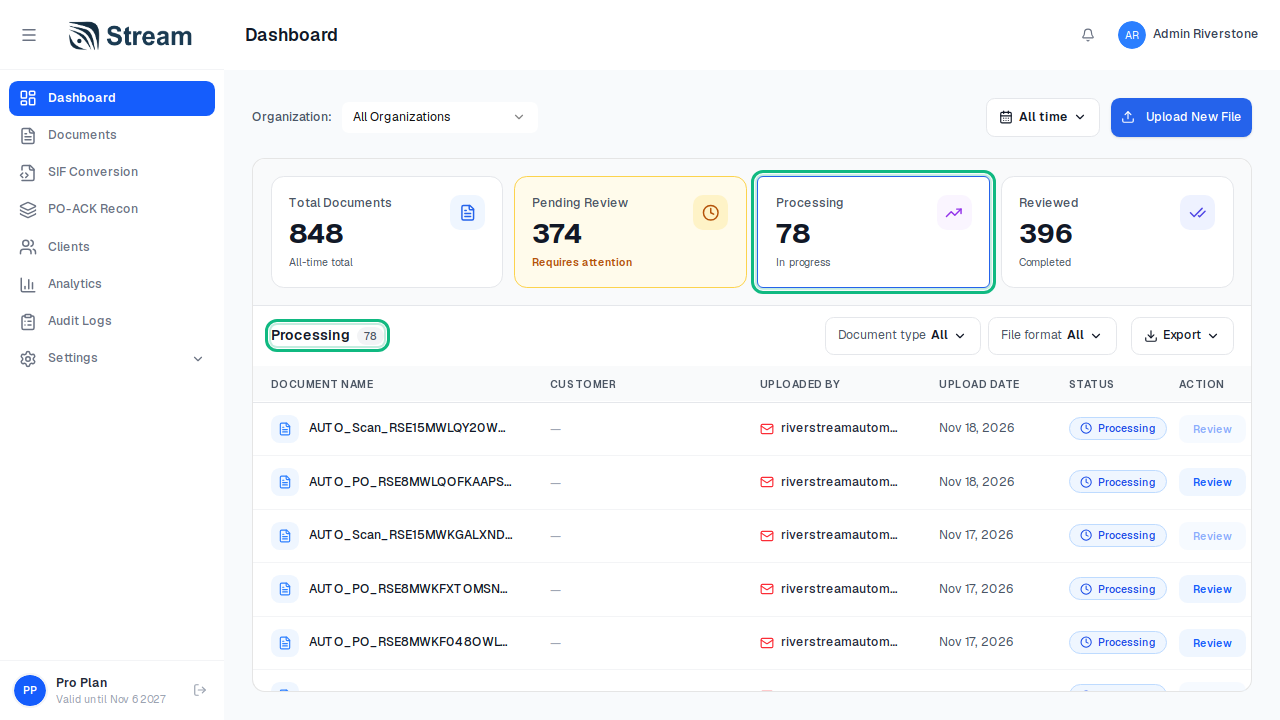 Stream
Dashboard
AR
Admin Riverstone
Dashboard
Documents
SIF Conversion
PO-ACK Recon
Clients
Analytics
Audit Logs
Settings
PP
Pro Plan
Valid until Nov 6 2027
Organization:
All Organizations
All time
Upload New File
Total Documents
848
All-time total
Pending Review
374
Requires attention
Processing
78
In progress
Reviewed
396
Completed
Processing 78
Document type All
File format All
Export
DOCUMENT NAME CUSTOMER UPLOADED BY UPLOAD DATE STATUS ACTION
AUTO_Scan_RSE15MWLQY20W... — riverstreamautom... Nov 18, 2026 Processing Review
AUTO_PO_RSE8MWLQOFKAAPS... — riverstreamautom... Nov 18, 2026 Processing Review
AUTO_Scan_RSE15MWKGALXND... — riverstreamautom... Nov 17, 2026 Processing Review
AUTO_PO_RSE8MWKFXTOMSN... — riverstreamautom... Nov 17, 2026 Processing Review
AUTO_PO_RSE8MWKF048OWL... — riverstreamautom... Nov 17, 2026 Processing Review